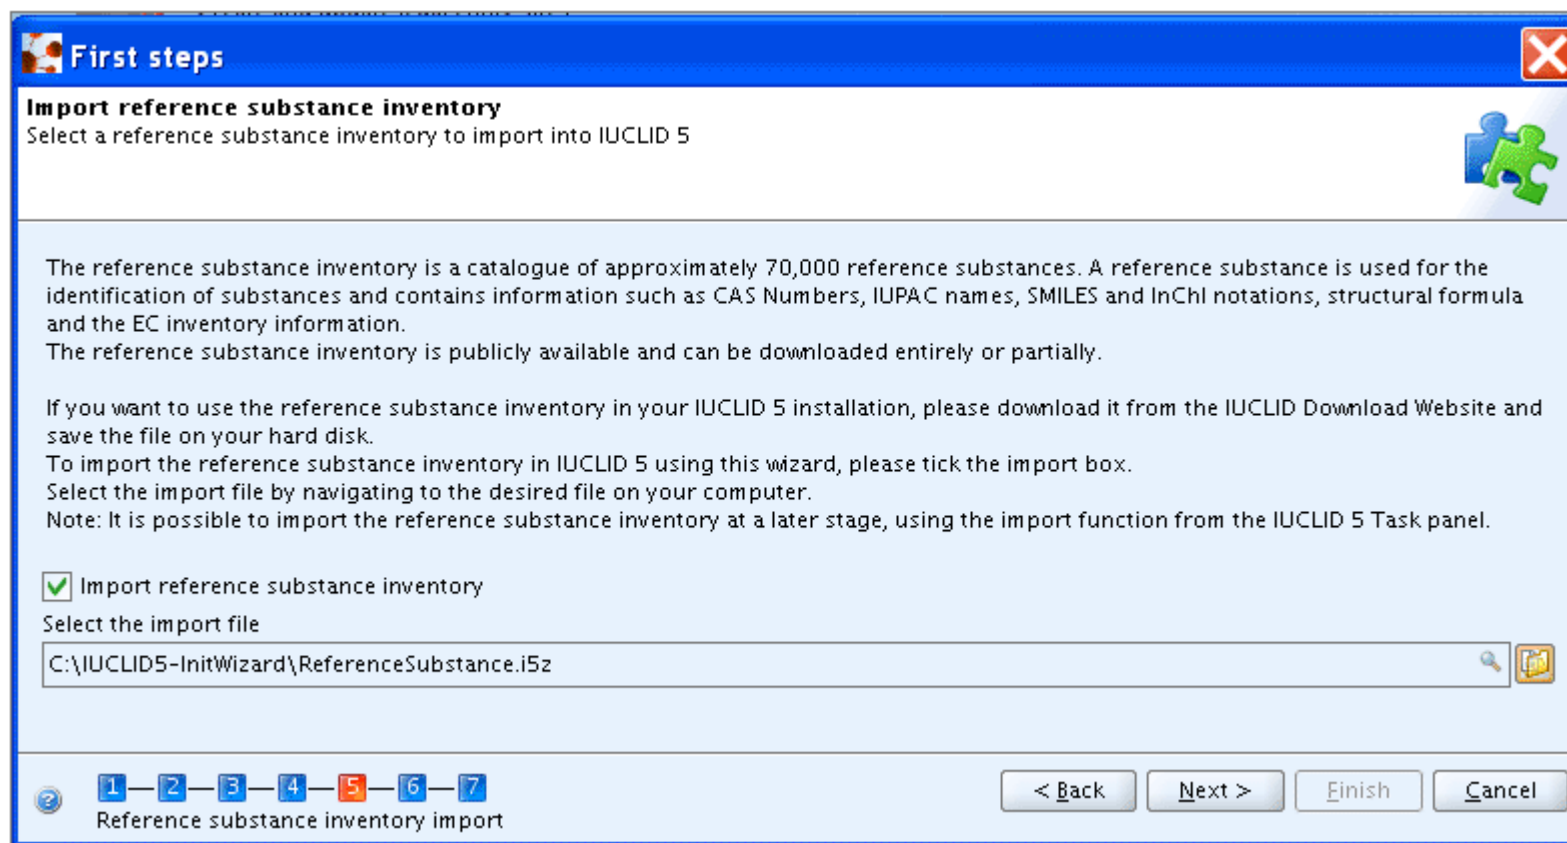 First steps
Import reference substance inventory
Select a reference substance inventory to import into IUCLID 5
The reference substance inventory is a catalogue of approximately 70,000 reference substances. A reference substance is used for the
identification of substances and contains information such as CAS Numbers, IUPAC names, SMILES and InChI notations, structural formula
and the EC inventory information.
The reference substance inventory is publicly available and can be downloaded entirely or partially.
If you want to use the reference substance inventory in your IUCLID 5 installation, please download it from the IUCLID Download Website and
save the file on your hard disk.
To import the reference substance inventory in IUCLID 5 using this wizard, please tick the import box.
Select the import file by navigating to the desired file on your computer.
Note: It is possible to import the reference substance inventory at a later stage, using the import function from the IUCLID 5 Task panel.
Import reference substance inventory
Select the import file
C:\IUCLID5-InitWizard\ReferenceSubstance.i5z
1 2 3 4 5 6 7
Reference substance inventory import
< Back Next > Finish Cancel